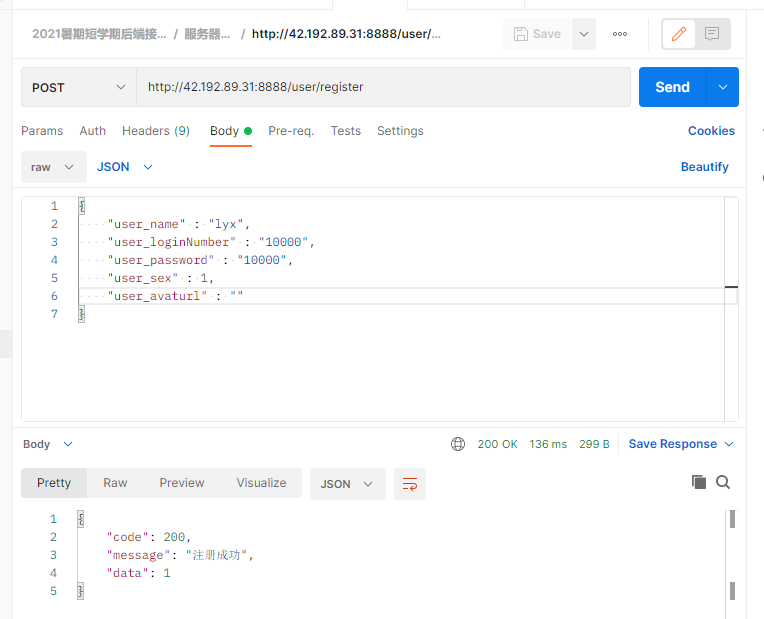 2021暑期短学期后端接... / 服务器... / http://42.192.89.31:8888/user/...
Save
POST http://42.192.89.31:8888/user/register Send
Params Auth Headers (9) Body Pre-req. Tests Settings Cookies
raw JSON Beautify
1 {
2 "user_name" : "lyx",
3 "user_loginNumber" : "10000",
4 "user_password" : "10000",
5 "user_sex" : 1,
6 "user_avaturl" : ""
7 }
Body 200 OK 136 ms 299 B Save Response
Pretty Raw Preview Visualize JSON
1 {
2 "code": 200,
3 "message": "注册成功",
4 "data": 1
5 }